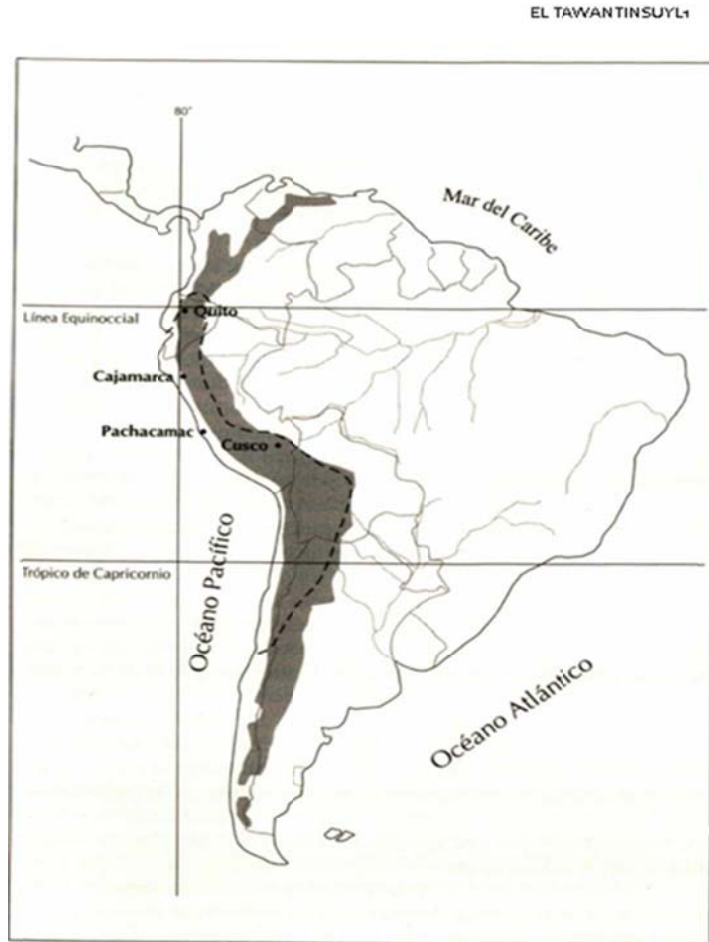 EL TAWANTINSUYL1
80°
Mar del Caribe
Quito
Línea Equinoccial
Cajamarca
Pachacamac
Cusco
Océano Pacífico
Trópico de Capricornio
Océano Atlántico